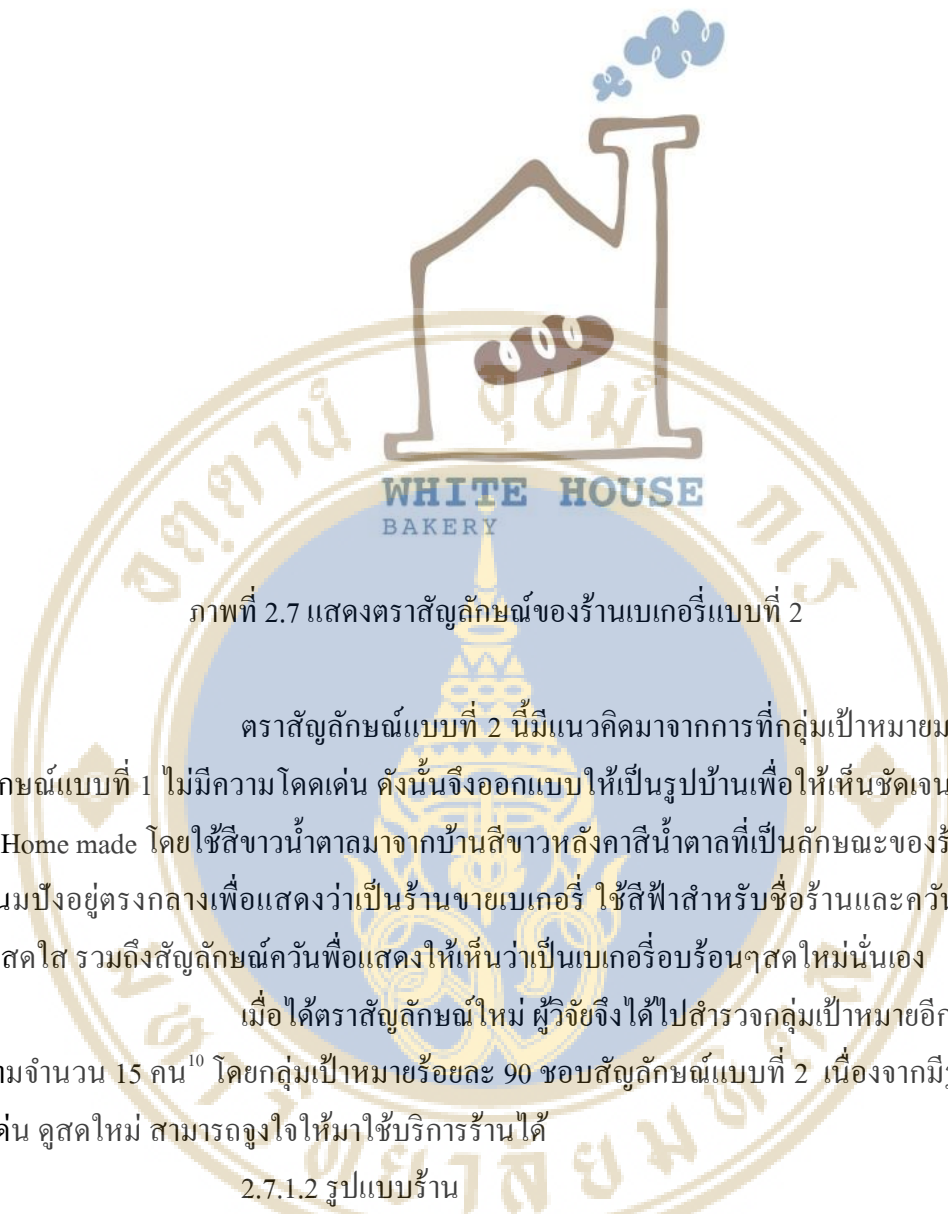 WHITE HOUSE
BAKERY
ภาพที่ 2.7 แสดงตราสัญลักษณ์ของร้านเบเกอรี่แบบที่ 2
ตราสัญลักษณ์แบบที่ 2 นี้มีแนวคิดมาจากการที่กลุ่มเป้าหมายม
กษณ์แบบที่ 1 ไม่มีความโดดเด่น ดังนั้นจึงออกแบบให้เป็นรูปบ้านเพื่อให้เห็นชัดเจน
Home made โดยใช้สีขาวน้ำตาลมาจากบ้านสีขาวหลังคาสีน้ำตาลที่เป็นลักษณะของร้
นมปังอยู่ตรงกลางเพื่อแสดงว่าเป็นร้านขายเบเกอรี่ ใช้สีฟ้าสำหรับชื่อร้านและควัน
สดใส รวมถึงสัญลักษณ์ควันพื่อแสดงให้เห็นว่าเป็นเบเกอรี่อบร้อนๆสดใหม่นั่นเอง
เมื่อได้ตราสัญลักษณ์ใหม่ ผู้วิจัยจึงได้ไปสำรวจกลุ่มเป้าหมายอีก
ามจำนวน 15 คน10 โดยกลุ่มเป้าหมายร้อยละ 90 ชอบสัญลักษณ์แบบที่ 2 เนื่องจากมีรู
ด่น ดูสดใหม่ สามารถจูงใจให้มาใช้บริการร้านได้
2.7.1.2 รูปแบบร้าน